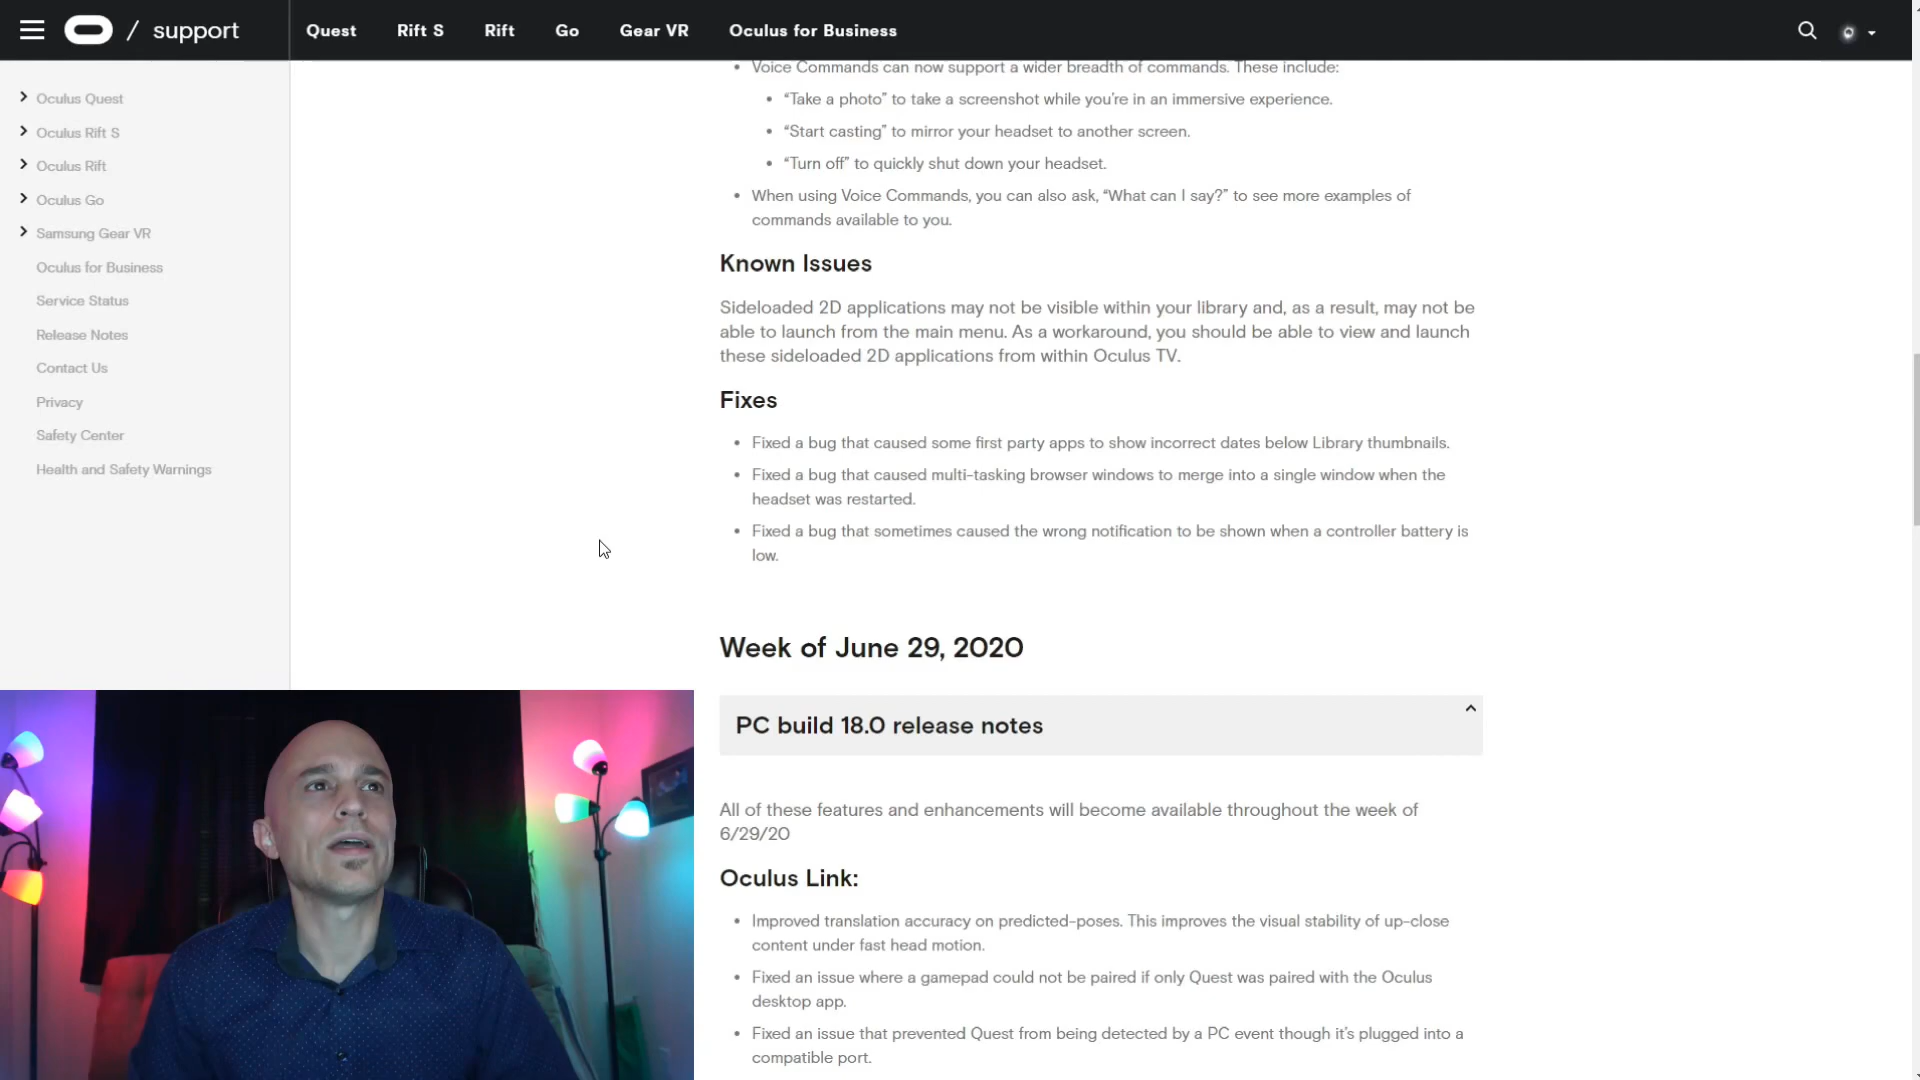 / support
Quest
Rift S
Rift
Go
Gear VR
Oculus for Business
Oculus Quest
Oculus Rift S
Oculus Rift
Oculus Go
Samsung Gear VR
Oculus for Business
Service Status
Release Notes
Contact Us
Privacy
Safety Center
Health and Safety Warnings
• Voice Commands can now support a wider breadth of commands. These include:
• “Take a photo” to take a screenshot while you’re in an immersive experience.
• “Start casting” to mirror your headset to another screen.
• “Turn off” to quickly shut down your headset.
• When using Voice Commands, you can also ask, “What can I say?” to see more examples of
commands available to you.
Known Issues
Sideloaded 2D applications may not be visible within your library and, as a result, may not be
able to launch from the main menu. As a workaround, you should be able to view and launch
these sideloaded 2D applications from within Oculus TV.
Fixes
• Fixed a bug that caused some first party apps to show incorrect dates below Library thumbnails.
• Fixed a bug that caused multi-tasking browser windows to merge into a single window when the
headset was restarted.
• Fixed a bug that sometimes caused the wrong notification to be shown when a controller battery is
low.
Week of June 29, 2020
PC build 18.0 release notes
All of these features and enhancements will become available throughout the week of
6/29/20
Oculus Link:
• Improved translation accuracy on predicted-poses. This improves the visual stability of up-close
content under fast head motion.
• Fixed an issue where a gamepad could not be paired if only Quest was paired with the Oculus
desktop app.
• Fixed an issue that prevented Quest from being detected by a PC event though it’s plugged into a
compatible port.